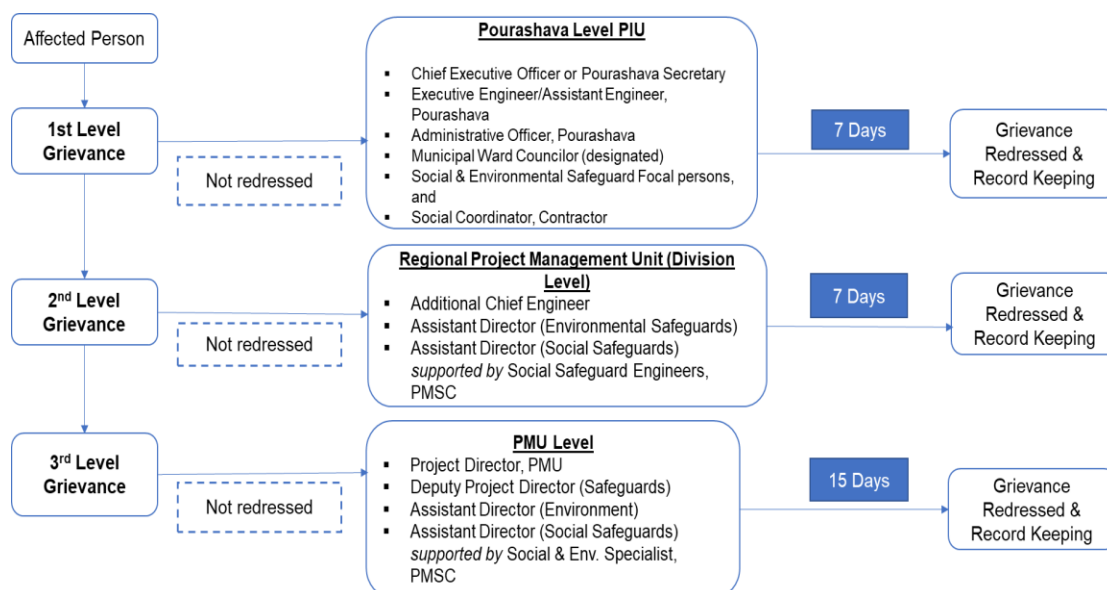 Affected Person
1st Level
Grievance
Not redressed
Pourashava Level PIU
▪ Chief Executive Officer or Pourashava Secretary
▪ Executive Engineer/Assistant Engineer,
Pourashava
▪ Administrative Officer, Pourashava
▪ Municipal Ward Councilor (designated)
▪ Social & Environmental Safeguard Focal persons,
and
▪ Social Coordinator, Contractor
7 Days
Grievance
Redressed &
Record Keeping
2nd Level
Grievance
Not redressed
Regional Project Management Unit (Division
Level)
▪ Additional Chief Engineer
▪ Assistant Director (Environmental Safeguards)
▪ Assistant Director (Social Safeguards)
supported by Social Safeguard Engineers,
PMSC
7 Days
Grievance
Redressed &
Record Keeping
3rd Level
Grievance
Not redressed
PMU Level
▪ Project Director, PMU
▪ Deputy Project Director (Safeguards)
▪ Assistant Director (Environment)
▪ Assistant Director (Social Safeguards)
supported by Social & Env. Specialist,
PMSC
15 Days
Grievance
Redressed &
Record Keeping